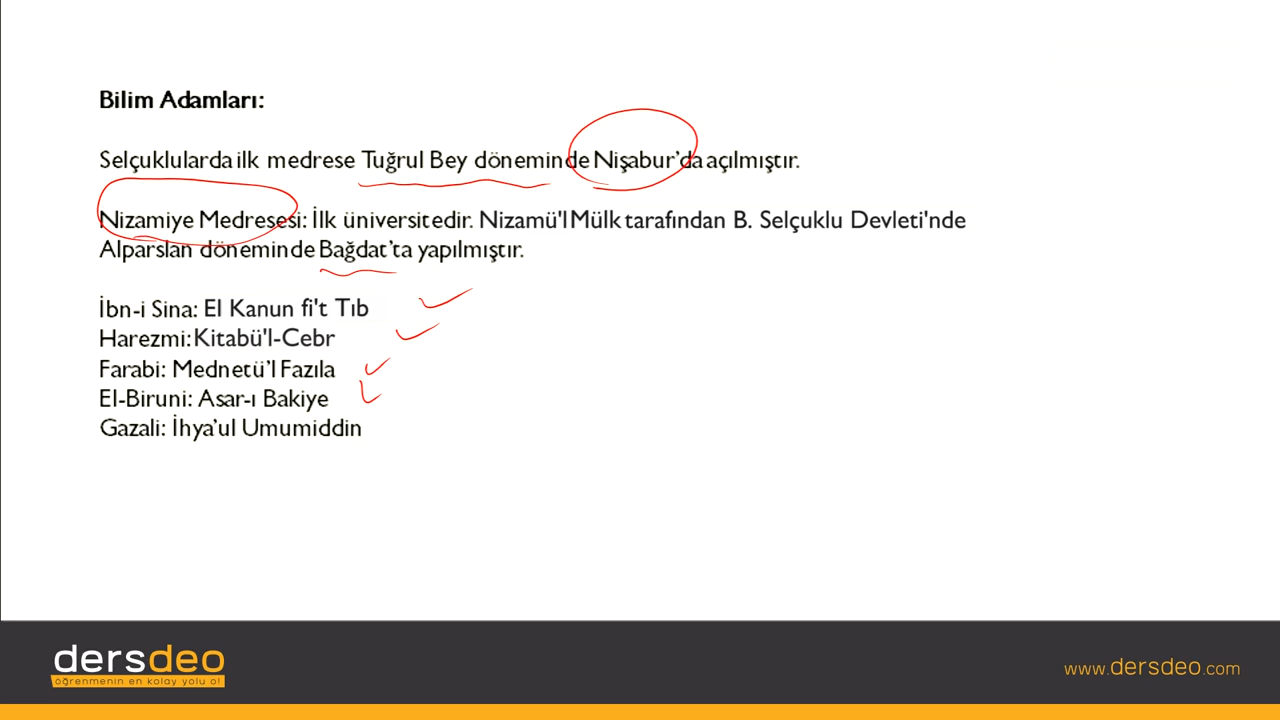 Bilim Adamları:
Selçuklularda ilk medrese Tuğrul Bey döneminde Nişabur’da açılmıştır.
Nizamiye Medresesi: İlk üniversitedir. Nizamü'l Mülk tarafından B. Selçuklu Devleti'nde
Alparslan döneminde Bağdat’ta yapılmıştır.
İbn-i Sina: El Kanun fi't Tıb
Harezmi: Kitabü'l-Cebr
Farabi: Mednetü’l Fazıla
El-Biruni: Asar-ı Bakiye
Gazali: İhya’ul Umumiddin
dersdeo
öğrenmenin en kolay yolu o!
www.dersdeo.com